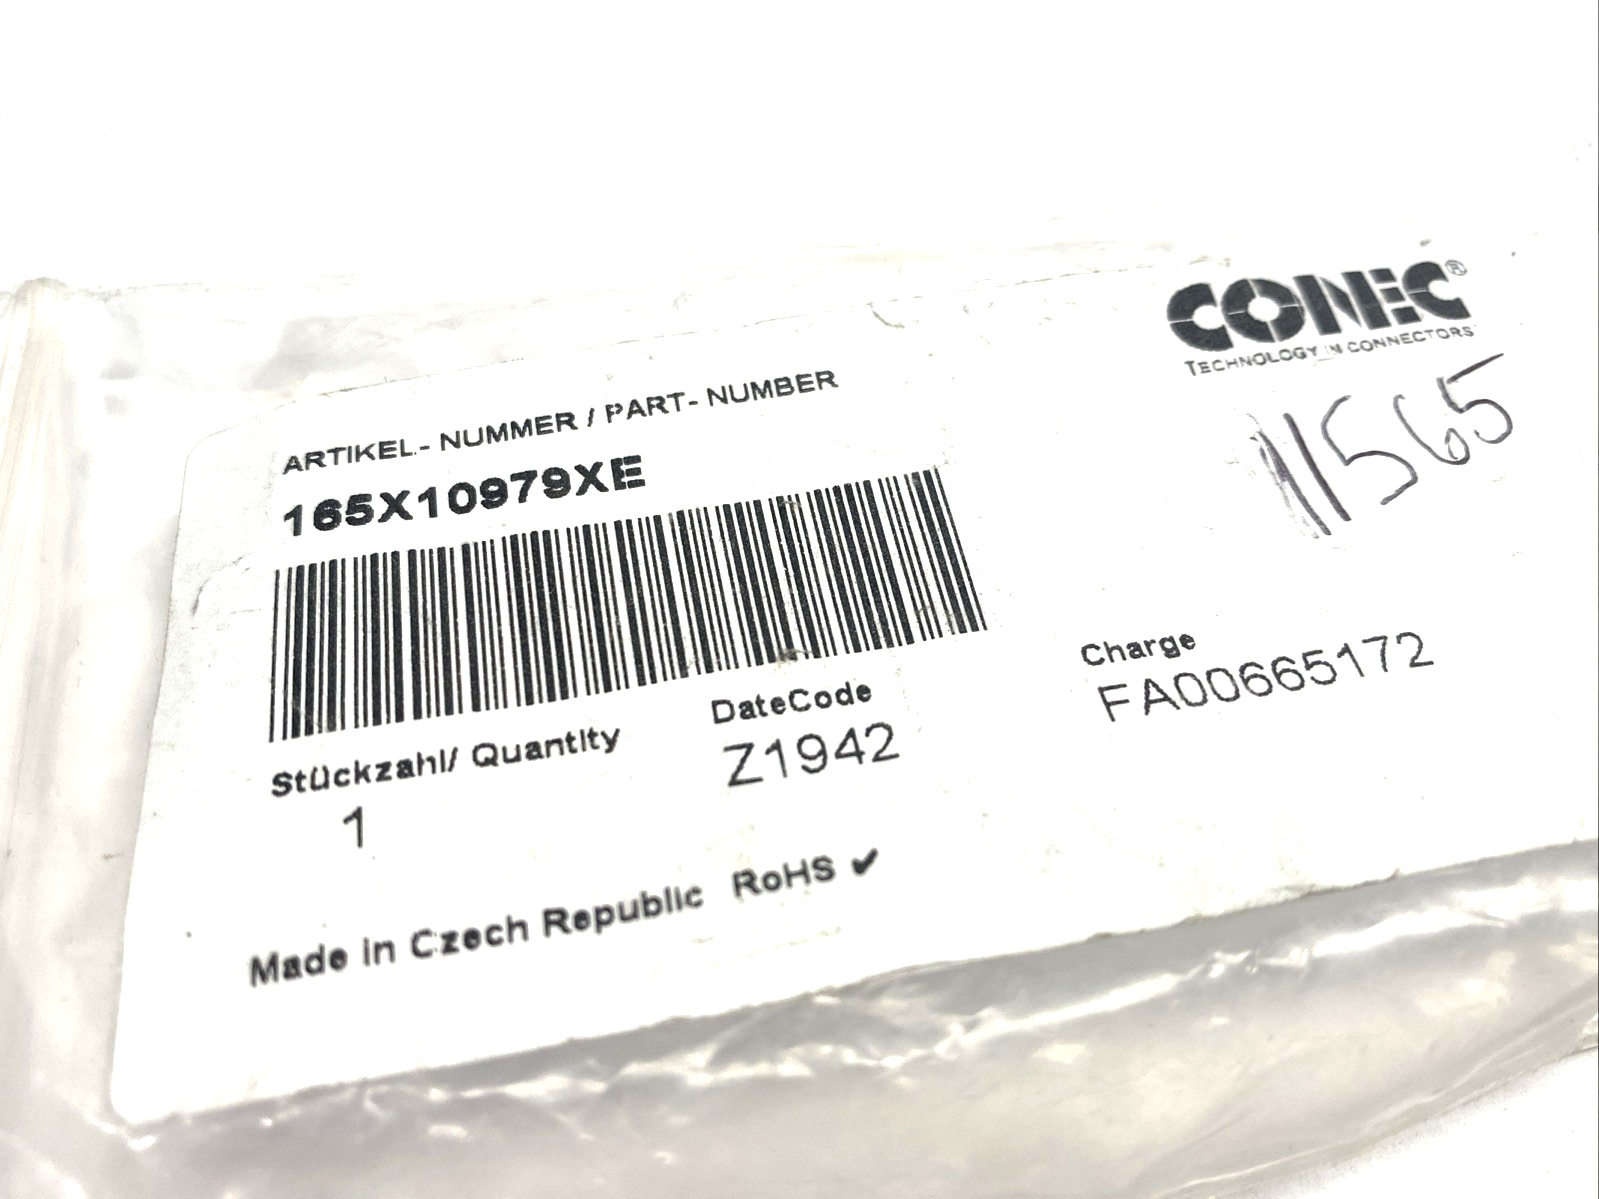 CONEC®
TECHNOLOGY IN CONNECTORS
11565
ARTIKEL.- NUMMER / PART- NUMBER
165X10979XE
Stückzahl/ Quantity
1
DateCode
Z1942
Charge
FA00665172
Made in Czech Republic RoHS ✔